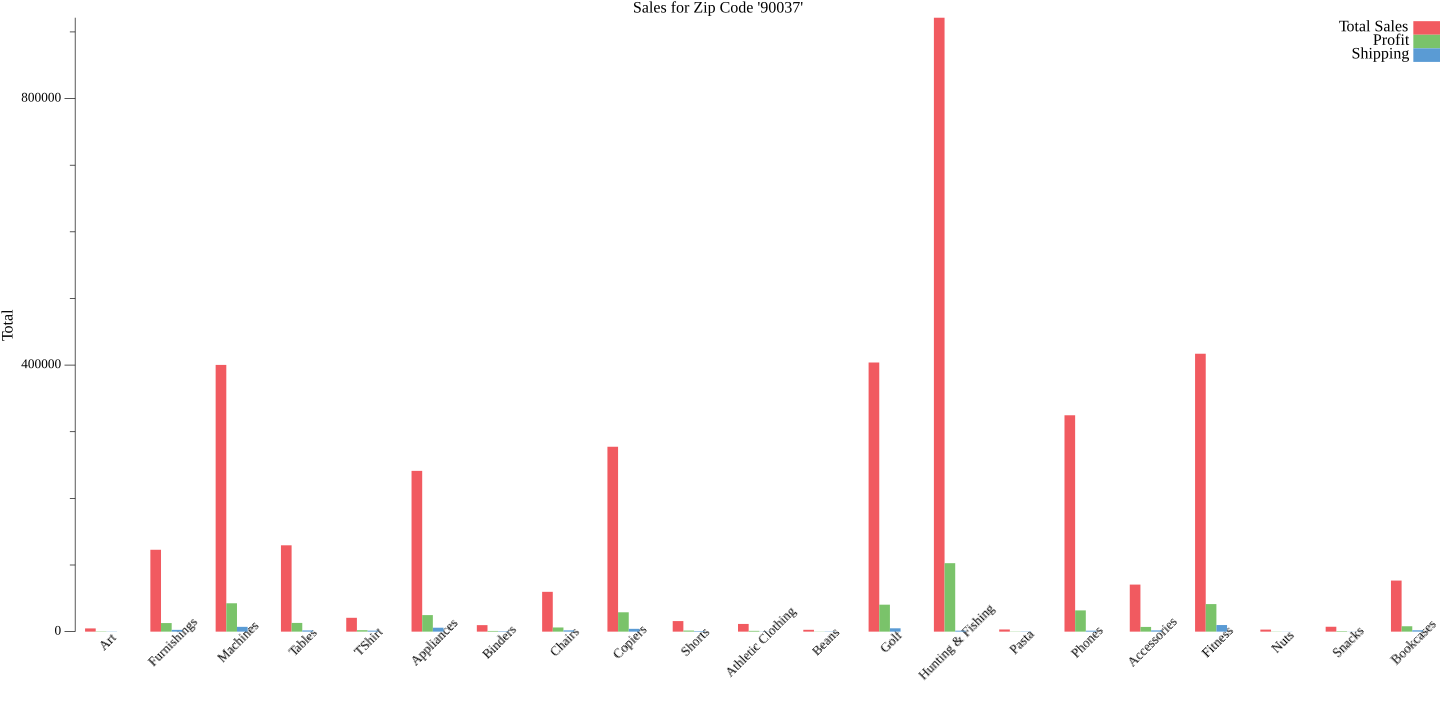 Sales for Zip Code '90037'
Total Sales
Profit
Shipping
800000
400000
0
Total
Art
Furnishings
Machines
Tables
TShirt
Appliances
Binders
Chairs
Copiers
Shorts
Athletic Clothing
Beans
Golf
Hunting & Fishing
Pasta
Phones
Accessories
Fitness
Nuts
Snacks
Bookcases